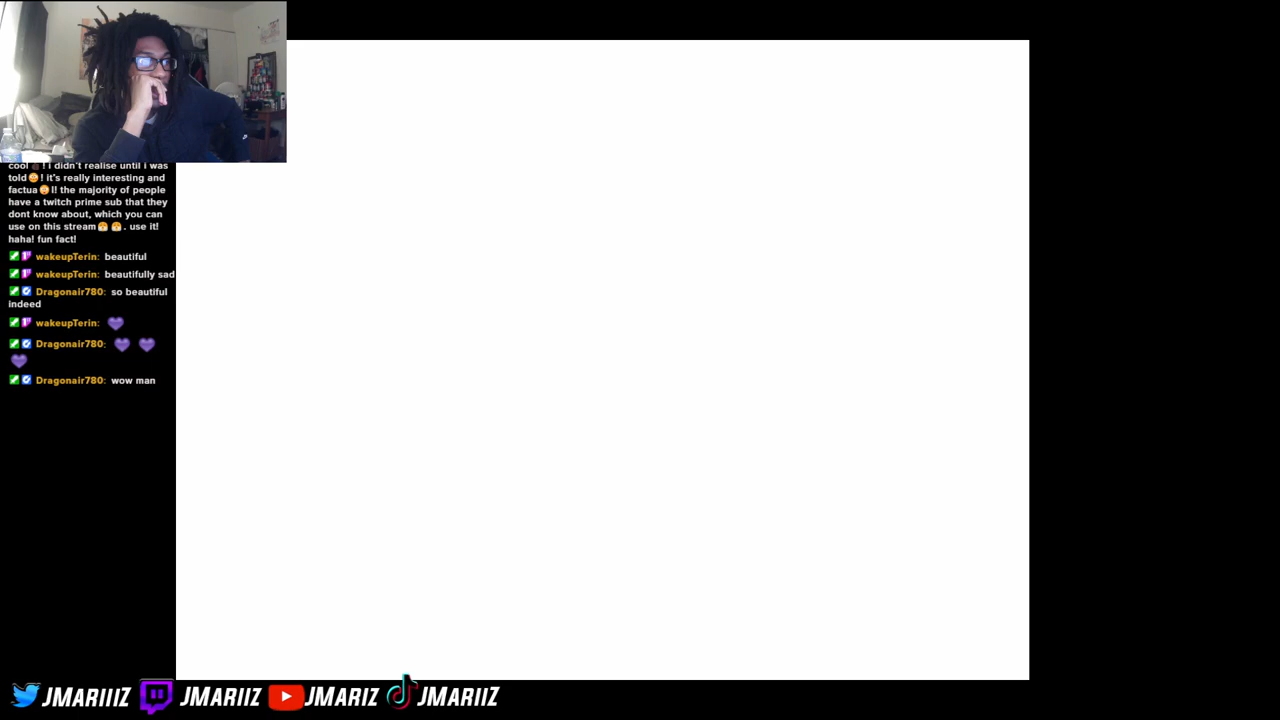 cool ! i didn't realise until i was
told ! it's really interesting and
factua l! the majority of people
have a twitch prime sub that they
dont know about, which you can
use on this stream . use it!
haha! fun fact!
wakeupTerin: beautiful
wakeupTerin: beautifully sad
Dragonair780: so beautiful
indeed
wakeupTerin:
Dragonair780:
Dragonair780: wow man
JMARIIIZ JMARIIZ JMARIZ JMARIIZ